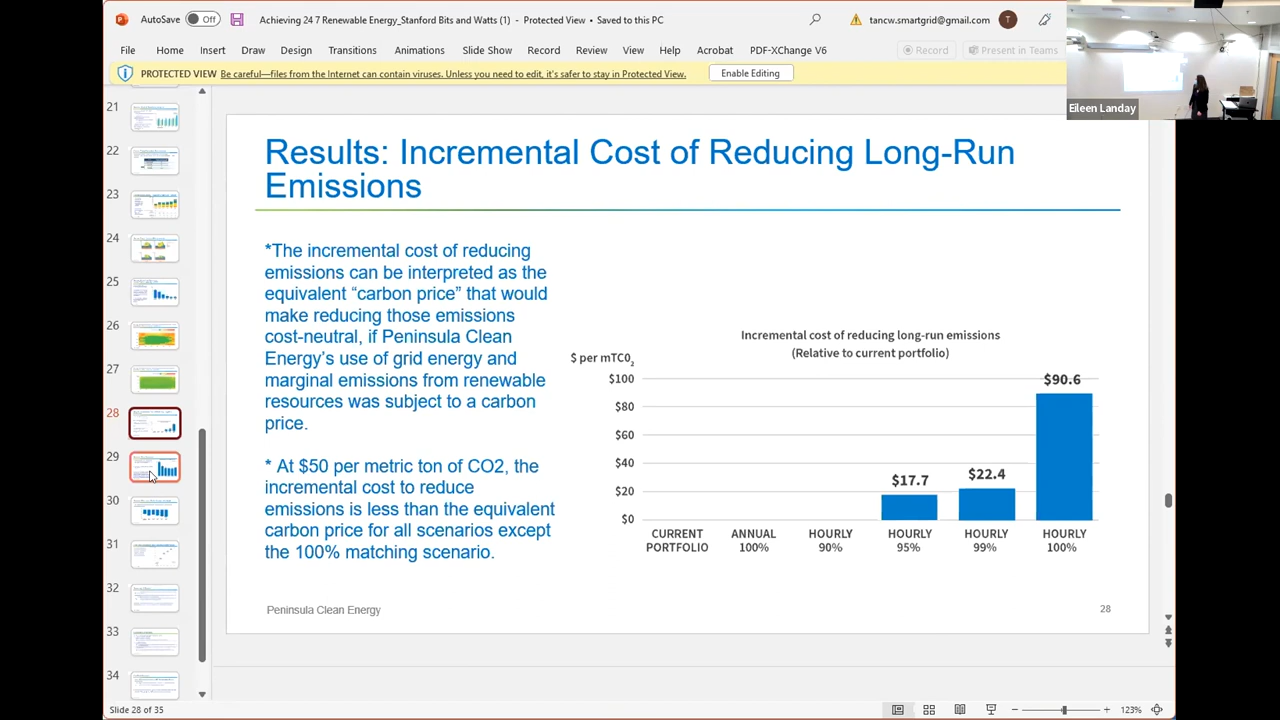 AutoSave Off Achieving 24 7 Renewable Energy_Stanford Bits and Watts (1) - Protected View • Saved to this PC tancw.smartgrid@gmail.com T
File Home Insert Draw Design Transitions Animations Slide Show Record Review View Help Acrobat PDF-XChange V6 Record Present in Teams
PROTECTED VIEW Be careful—files from the Internet can contain viruses. Unless you need to edit, it's safer to stay in Protected View. Enable Editing
Eileen Landay
21
22
23
24
25
26
27
28
29
30
31
32
33
34
Results: Incremental Cost of Reducing Long-Run
Emissions
*The incremental cost of reducing
emissions can be interpreted as the
equivalent “carbon price” that would
make reducing those emissions
cost-neutral, if Peninsula Clean
Energy’s use of grid energy and
marginal emissions from renewable
resources was subject to a carbon
price.
* At $50 per metric ton of CO2, the
incremental cost to reduce
emissions is less than the equivalent
carbon price for all scenarios except
the 100% matching scenario.
Incremental cost of reducing long-run emissions
(Relative to current portfolio)
$ per mTC02
$100
$80
$60
$40
$20
$0
$17.7
$22.4
$90.6
CURRENT PORTFOLIO
ANNUAL 100%
HOURLY 90%
HOURLY 95%
HOURLY 99%
HOURLY 100%
Peninsula Clean Energy 28
Slide 28 of 35 123%